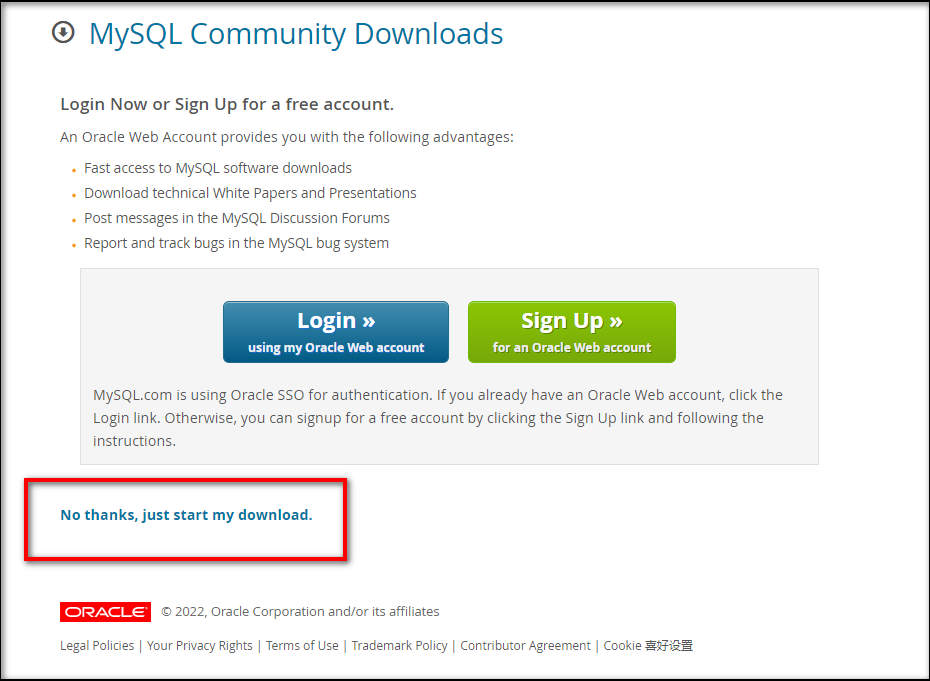 MySQL Community Downloads
Login Now or Sign Up for a free account.
An Oracle Web Account provides you with the following advantages:
Fast access to MySQL software downloads
Download technical White Papers and Presentations
Post messages in the MySQL Discussion Forums
Report and track bugs in the MySQL bug system
Login »
using my Oracle Web account
Sign Up »
for an Oracle Web account
MySQL.com is using Oracle SSO for authentication. If you already have an Oracle Web account, click the
Login link. Otherwise, you can signup for a free account by clicking the Sign Up link and following the
instructions.
No thanks, just start my download.
ORACLE © 2022, Oracle Corporation and/or its affiliates
Legal Policies | Your Privacy Rights | Terms of Use | Trademark Policy | Contributor Agreement | Cookie 喜好设置